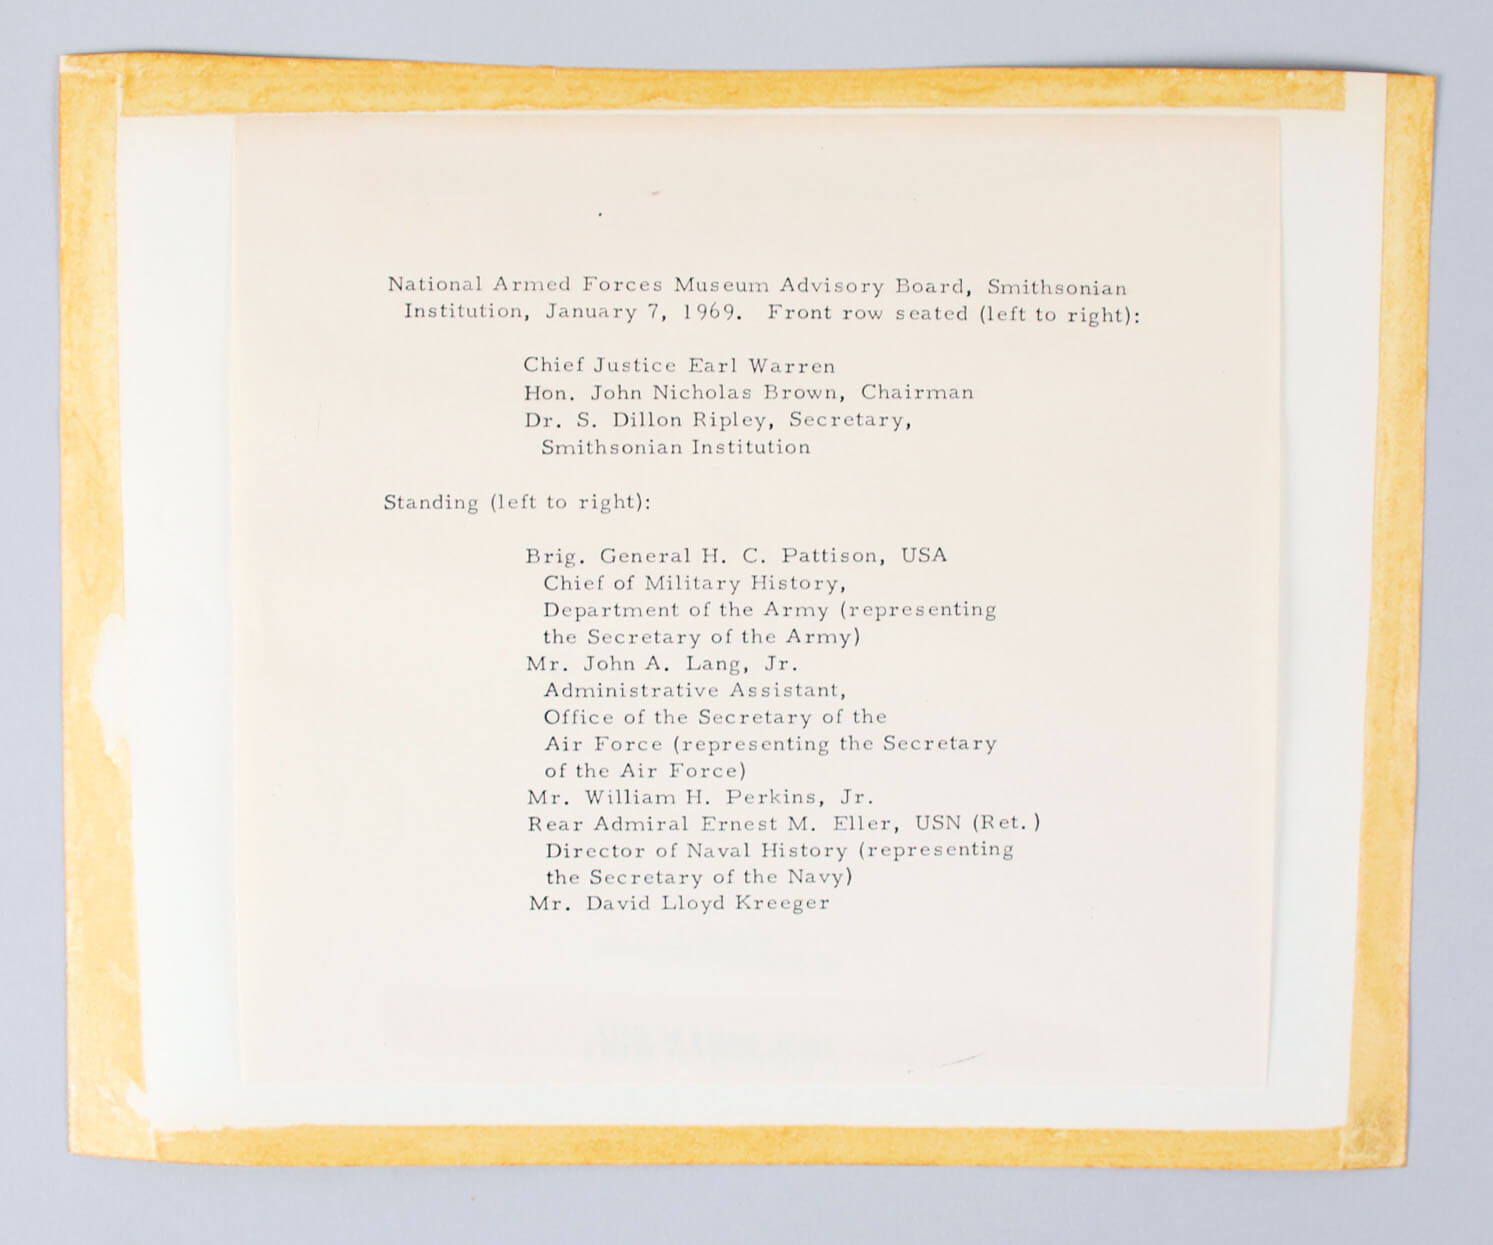 National Armed Forces Museum Advisory Board, Smithsonian
Institution, January 7, 1969. Front row seated (left to right):
Chief Justice Earl Warren
Hon. John Nicholas Brown, Chairman
Dr. S. Dillon Ripley, Secretary,
Smithsonian Institution
Standing (left to right):
Brig. General H. C. Pattison, USA
Chief of Military History,
Department of the Army (representing
the Secretary of the Army)
Mr. John A. Lang, Jr.
Administrative Assistant,
Office of the Secretary of the
Air Force (representing the Secretary
of the Air Force)
Mr. William H. Perkins, Jr.
Rear Admiral Ernest M. Eller, USN (Ret.)
Director of Naval History (representing
the Secretary of the Navy)
Mr. David Lloyd Kreeger